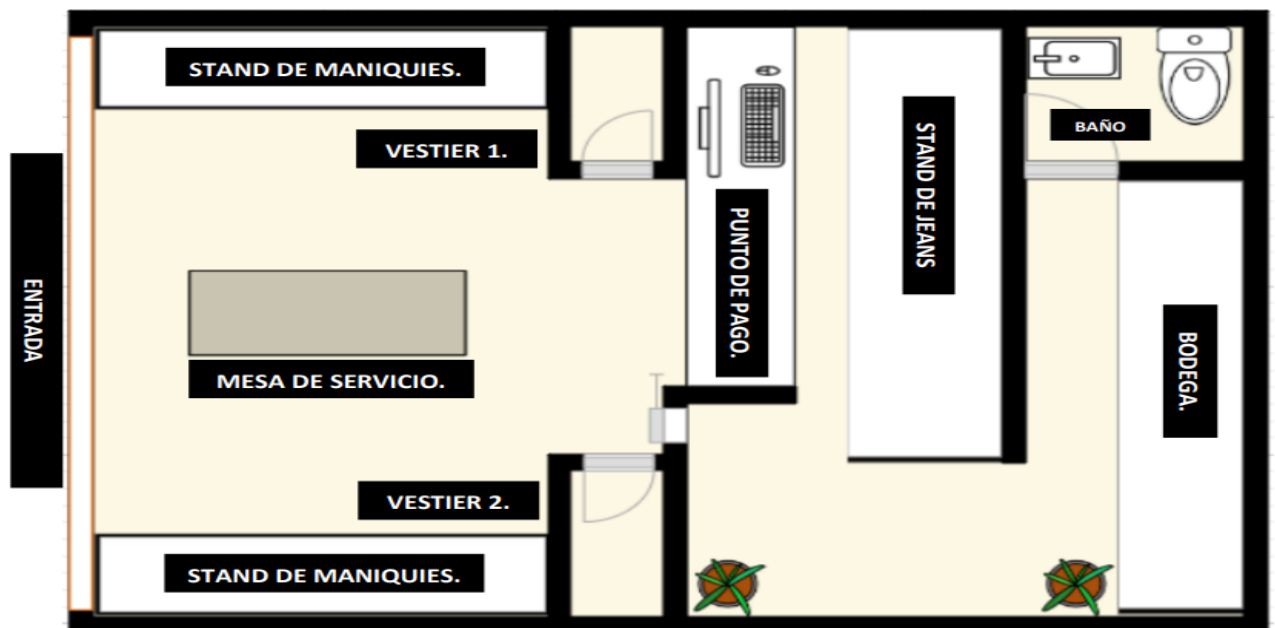 STAND DE MANIQUIES.
VESTIER 1.
ENTRADA
MESA DE SERVICIO.
VESTIER 2.
STAND DE MANIQUIES.
PUNTO DE PAGO.
STAND DE JEANS
BAÑO
BODEGA.